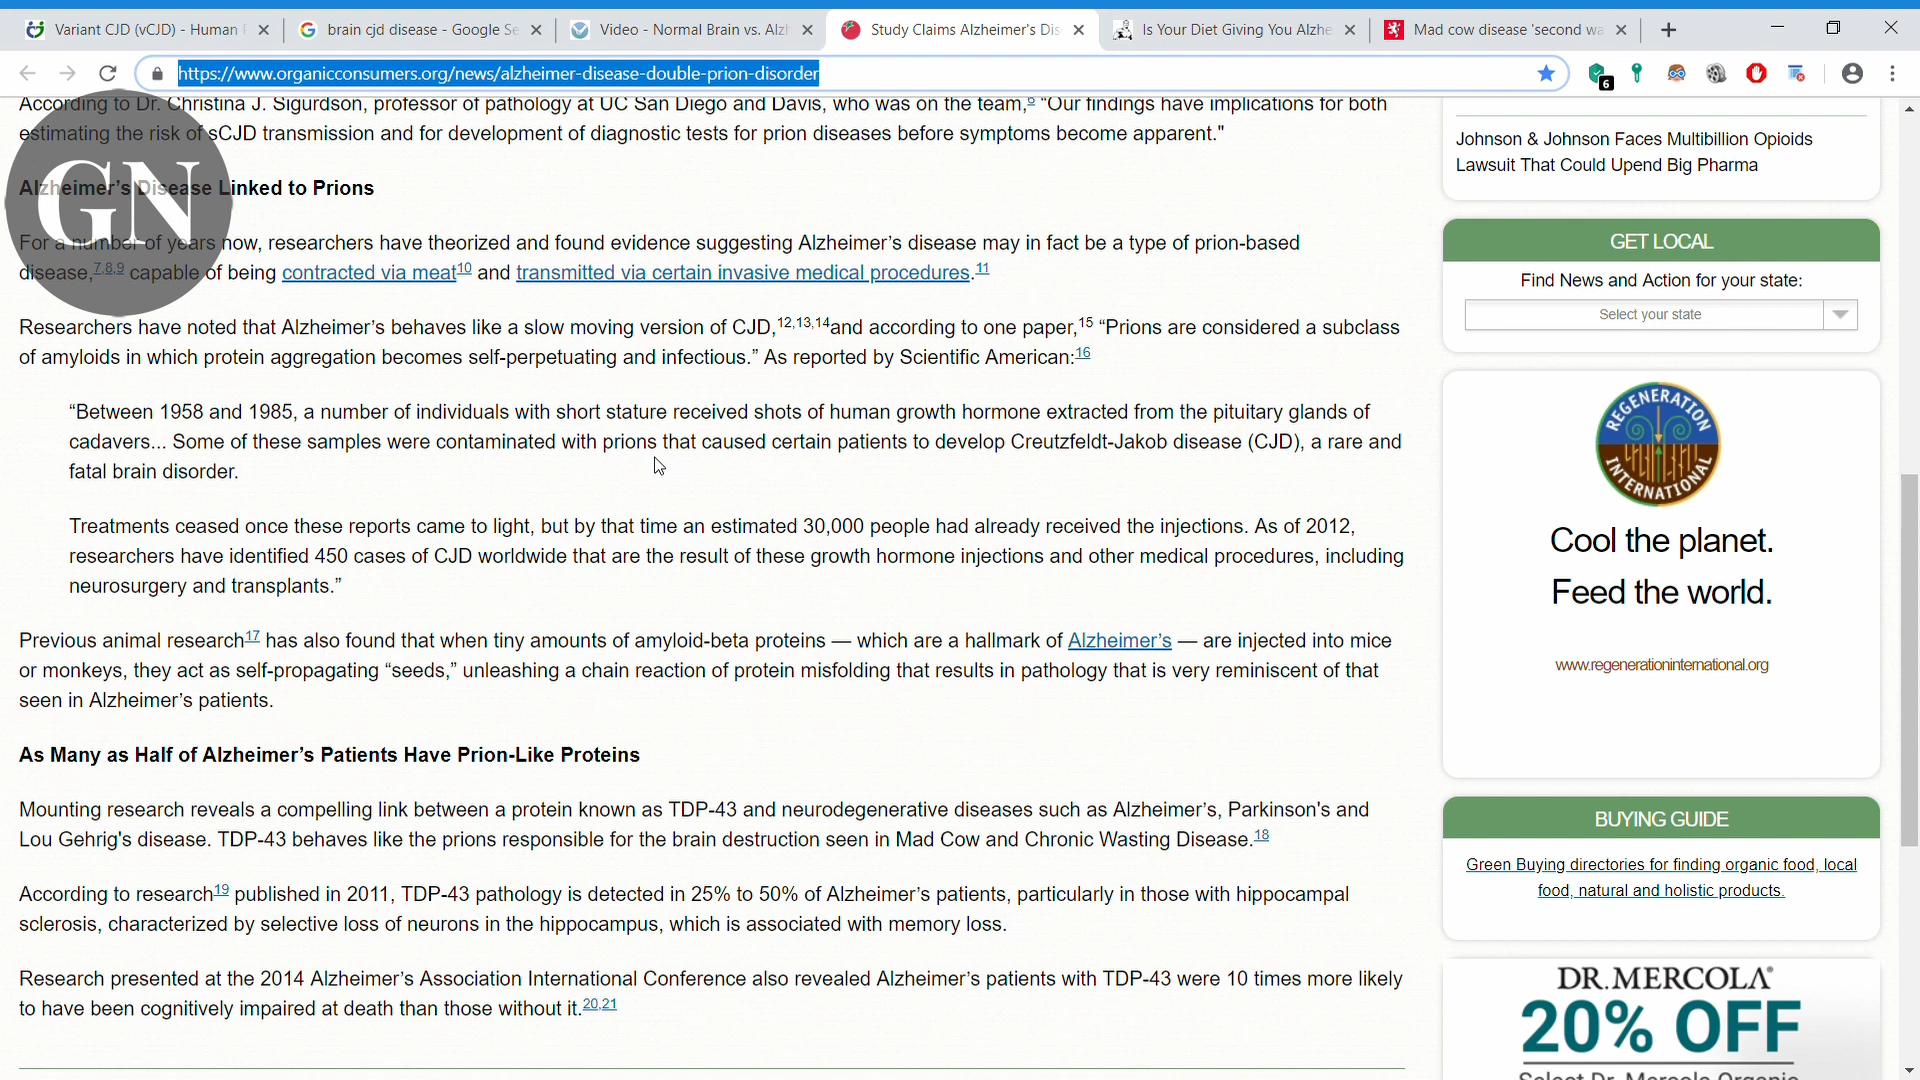 Variant CJD (vCJD) - Human
brain cjd disease - Google Se
Video - Normal Brain vs. Alzh
Study Claims Alzheimer's Dis
Is Your Diet Giving You Alzhe
Mad cow disease 'second wa
https://www.organicconsumers.org/news/alzheimer-disease-double-prion-disorder
6
According to Dr. Christina J. Sigurdson, professor of pathology at UC San Diego and Davis, who was on the team,6 “Our findings have implications for both
estimating the risk of sCJD transmission and for development of diagnostic tests for prion diseases before symptoms become apparent."
GN
Alzheimer’s Disease Linked to Prions
For a number of years now, researchers have theorized and found evidence suggesting Alzheimer’s disease may in fact be a type of prion-based
disease,7,8,9 capable of being contracted via meat10 and transmitted via certain invasive medical procedures.11
Researchers have noted that Alzheimer’s behaves like a slow moving version of CJD,12,13,14and according to one paper,15 “Prions are considered a subclass
of amyloids in which protein aggregation becomes self-perpetuating and infectious.” As reported by Scientific American:16
“Between 1958 and 1985, a number of individuals with short stature received shots of human growth hormone extracted from the pituitary glands of
cadavers... Some of these samples were contaminated with prions that caused certain patients to develop Creutzfeldt-Jakob disease (CJD), a rare and
fatal brain disorder.
Treatments ceased once these reports came to light, but by that time an estimated 30,000 people had already received the injections. As of 2012,
researchers have identified 450 cases of CJD worldwide that are the result of these growth hormone injections and other medical procedures, including
neurosurgery and transplants.”
Previous animal research17 has also found that when tiny amounts of amyloid-beta proteins — which are a hallmark of Alzheimer’s — are injected into mice
or monkeys, they act as self-propagating “seeds,” unleashing a chain reaction of protein misfolding that results in pathology that is very reminiscent of that
seen in Alzheimer’s patients.
As Many as Half of Alzheimer’s Patients Have Prion-Like Proteins
Mounting research reveals a compelling link between a protein known as TDP-43 and neurodegenerative diseases such as Alzheimer’s, Parkinson's and
Lou Gehrig's disease. TDP-43 behaves like the prions responsible for the brain destruction seen in Mad Cow and Chronic Wasting Disease.18
According to research19 published in 2011, TDP-43 pathology is detected in 25% to 50% of Alzheimer’s patients, particularly in those with hippocampal
sclerosis, characterized by selective loss of neurons in the hippocampus, which is associated with memory loss.
Research presented at the 2014 Alzheimer’s Association International Conference also revealed Alzheimer’s patients with TDP-43 were 10 times more likely
to have been cognitively impaired at death than those without it.20,21
Johnson & Johnson Faces Multibillion Opioids
Lawsuit That Could Upend Big Pharma
GET LOCAL
Find News and Action for your state:
Select your state
REGENERATION
INTERNATIONAL
Cool the planet.
Feed the world.
www.regenerationinternational.org
BUYING GUIDE
Green Buying directories for finding organic food, local
food, natural and holistic products.
DR. MERCOLA®
20% OFF
Select Dr. Mercola Organic